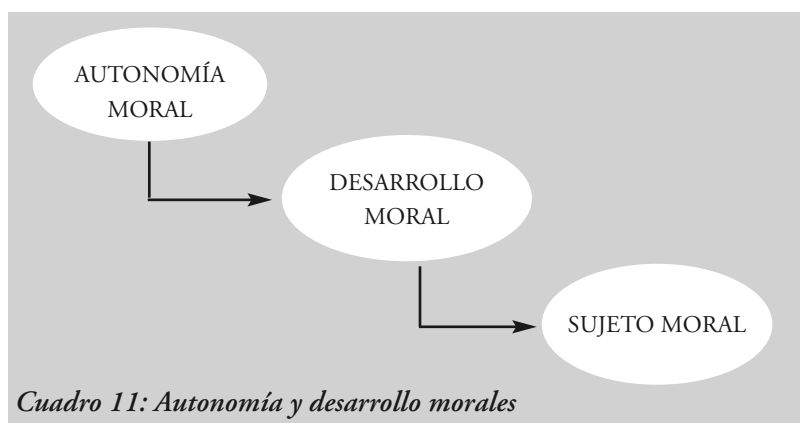 AUTONOMÍA
MORAL
DESARROLLO
MORAL
SUJETO MORAL
Cuadro 11: Autonomía y desarrollo morales